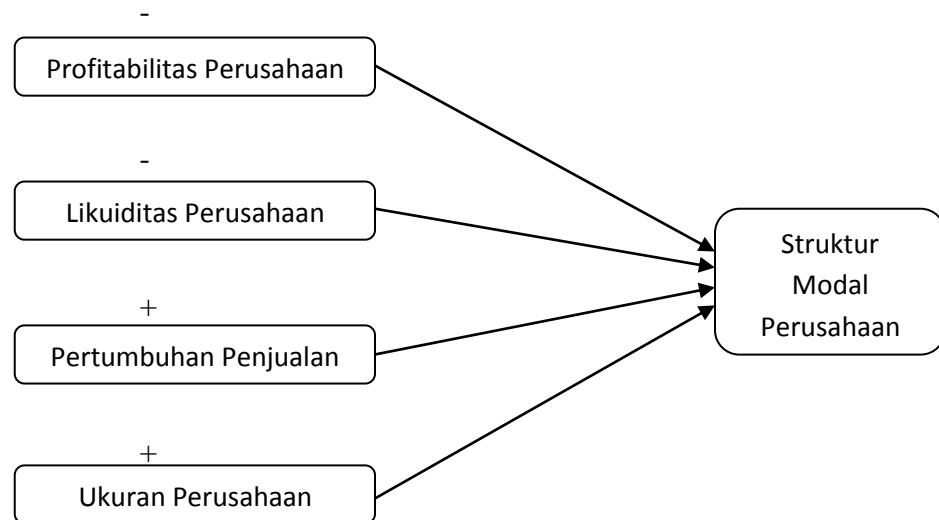 -
Profitabilitas Perusahaan
-
Likuiditas Perusahaan
+
Pertumbuhan Penjualan
+
Ukuran Perusahaan
Struktur
Modal
Perusahaan